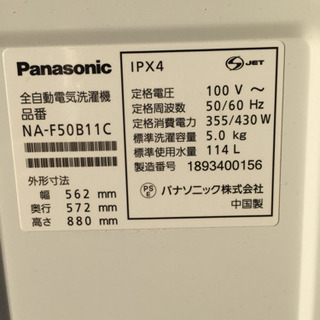 Panasonic
全自動電気洗濯機
品番
NA-F50B11C
外形寸法
幅 562 mm
奥行 572 mm
高さ 880 mm
IPX4
S JET
定格電圧 100 V ~
定格周波数 50/60 Hz
定格消費電力 355/430 W
標準洗濯容量 5.0 kg
標準使用水量 114 L
製造番号 1893400156
PS E パナソニック株式会社
中国製